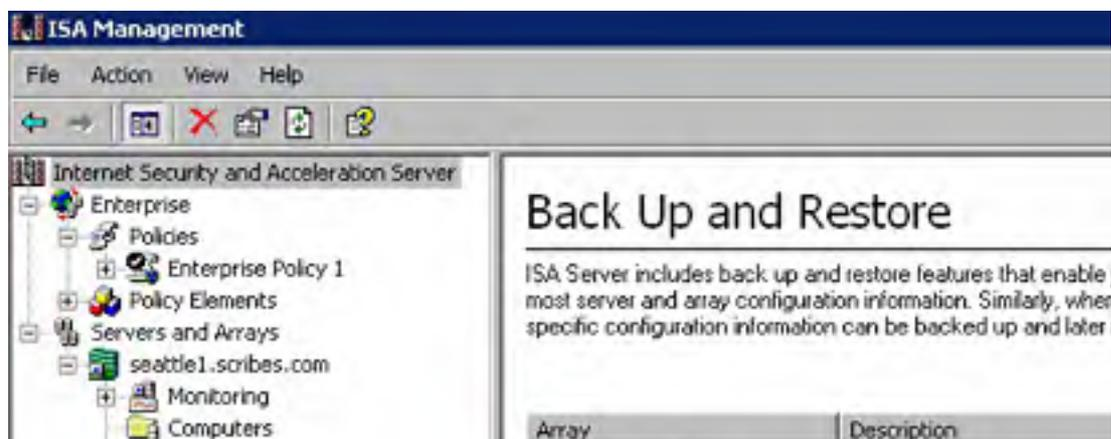 ISA Management
File Action View Help
Internet Security and Acceleration Server
Enterprise
Policies
Enterprise Policy 1
Policy Elements
Servers and Arrays
seattle1.scribes.com
Monitoring
Computers
Back Up and Restore
ISA Server includes back up and restore features that enable
most server and array configuration information. Similarly, when
specific configuration information can be backed up and later
Array Description